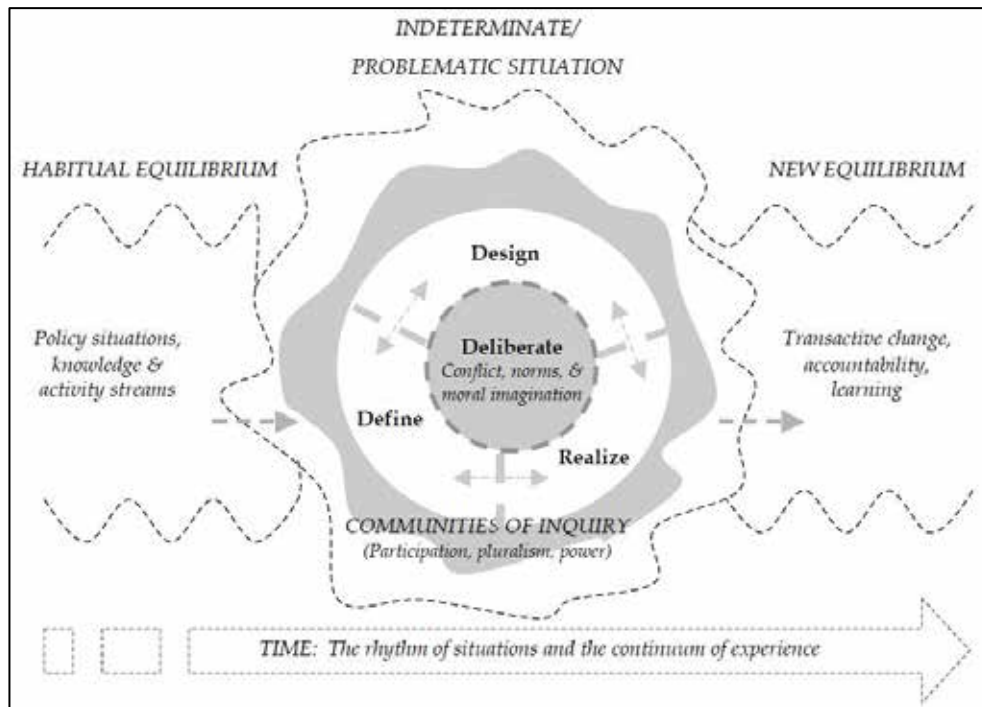 INDETERMINATE/
PROBLEMATIC SITUATION
HABITUAL EQUILIBRIUM
NEW EQUILIBRIUM
Design
Policy situations,
knowledge &
activity streams
Deliberate
Conflict, norms, &
moral imagination
Transactive change,
accountability,
learning
Define
Realize
COMMUNITIES OF INQUIRY
(Participation, pluralism, power)
TIME: The rhythm of situations and the continuum of experience